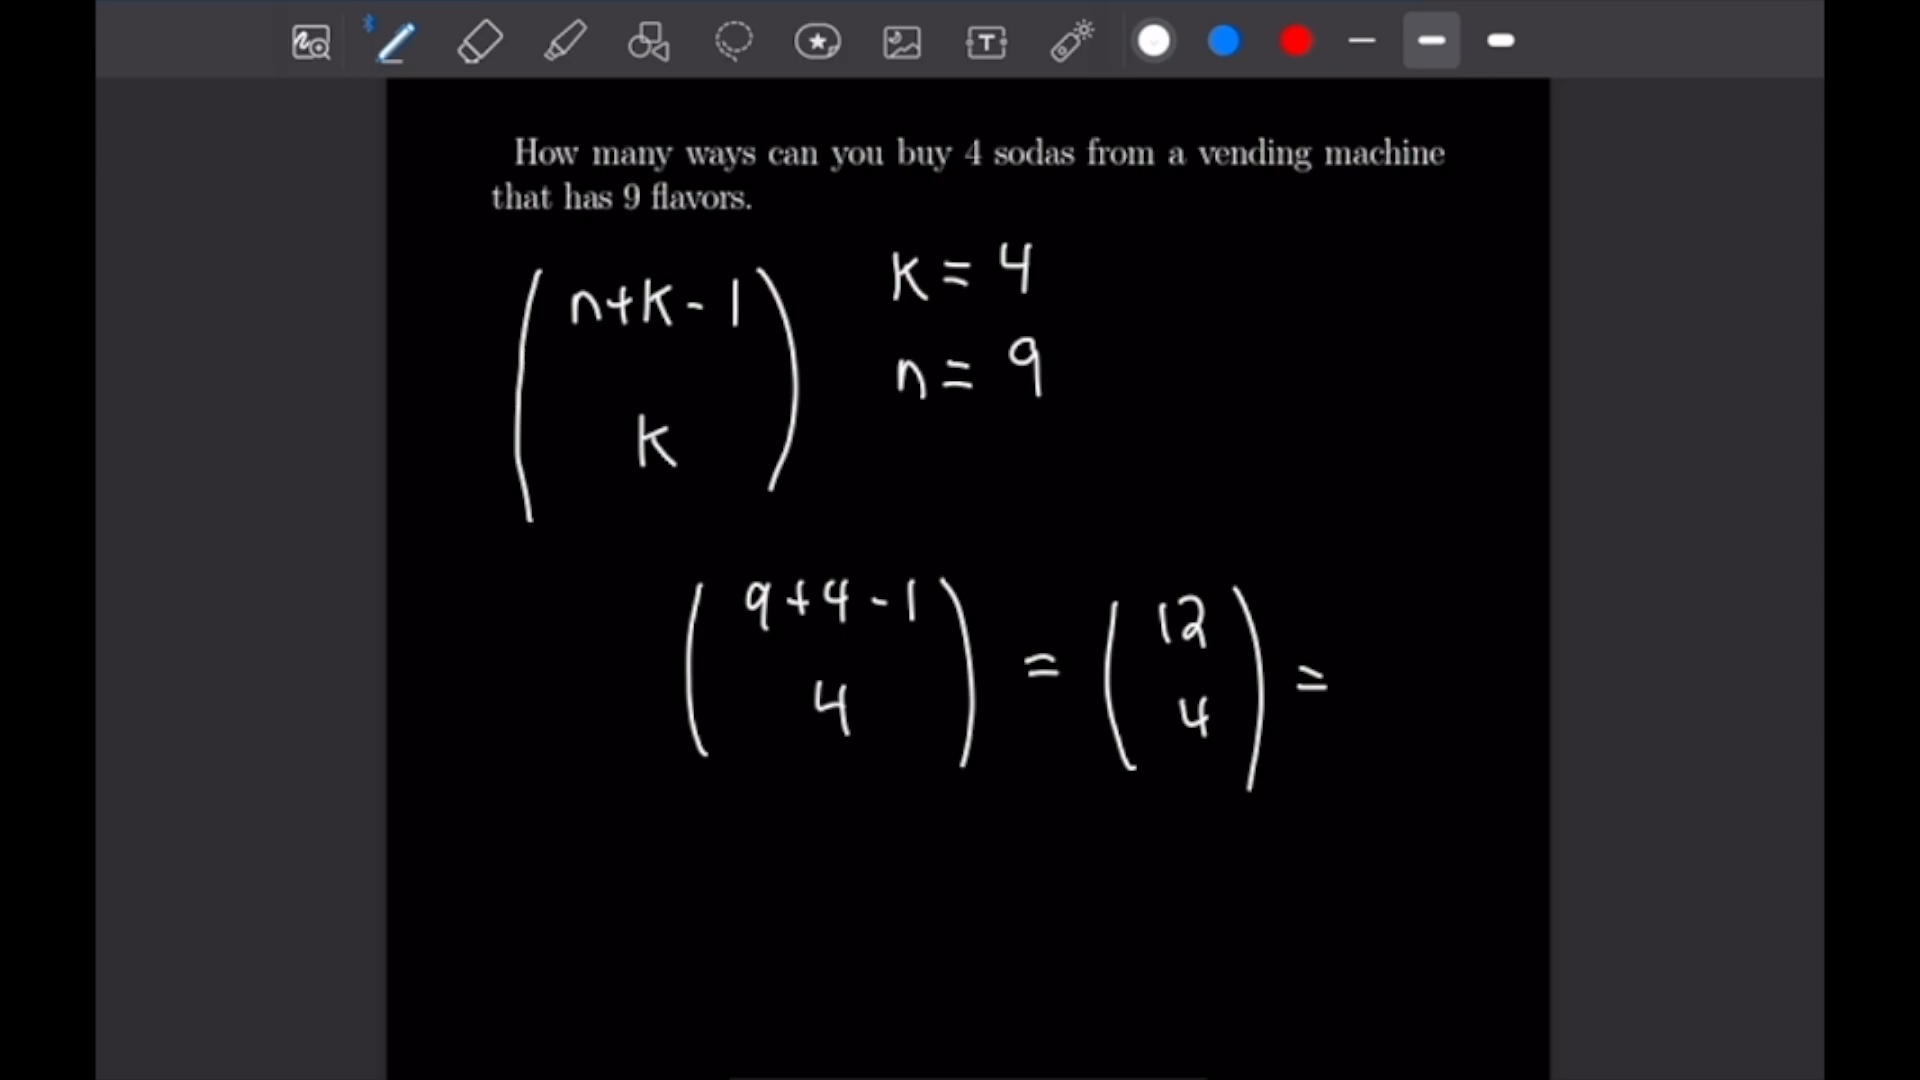 How many ways can you buy 4 sodas from a vending machine
that has 9 flavors.
(n+k-1
k)
k = 4
n = 9
(9+4-1
4) = (12
4) =